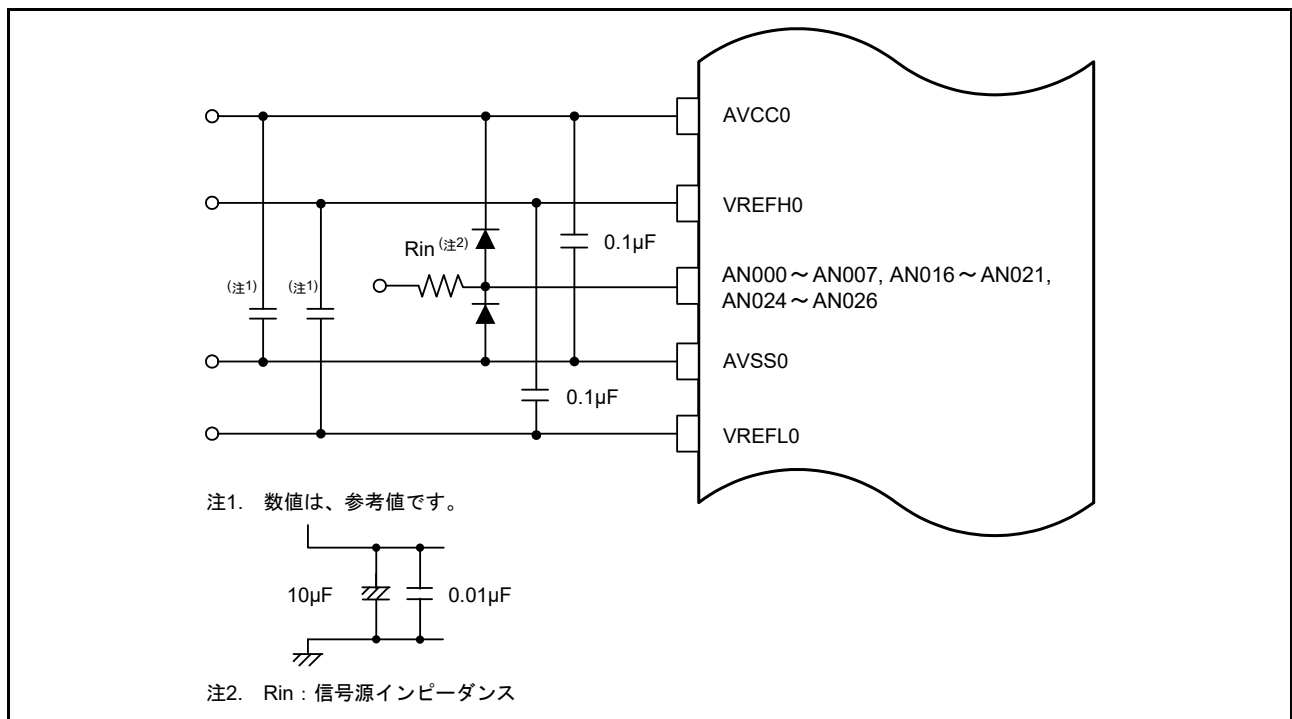 AVCC0
VREFH0
Rin (注2)
0.1μF
(注1) (注1)
AN000～AN007, AN016～AN021,
AN024～AN026
AVSS0
0.1μF
VREFL0
注1. 数値は、参考値です。
10μF 0.01μF
注2. Rin：信号源インピーダンス